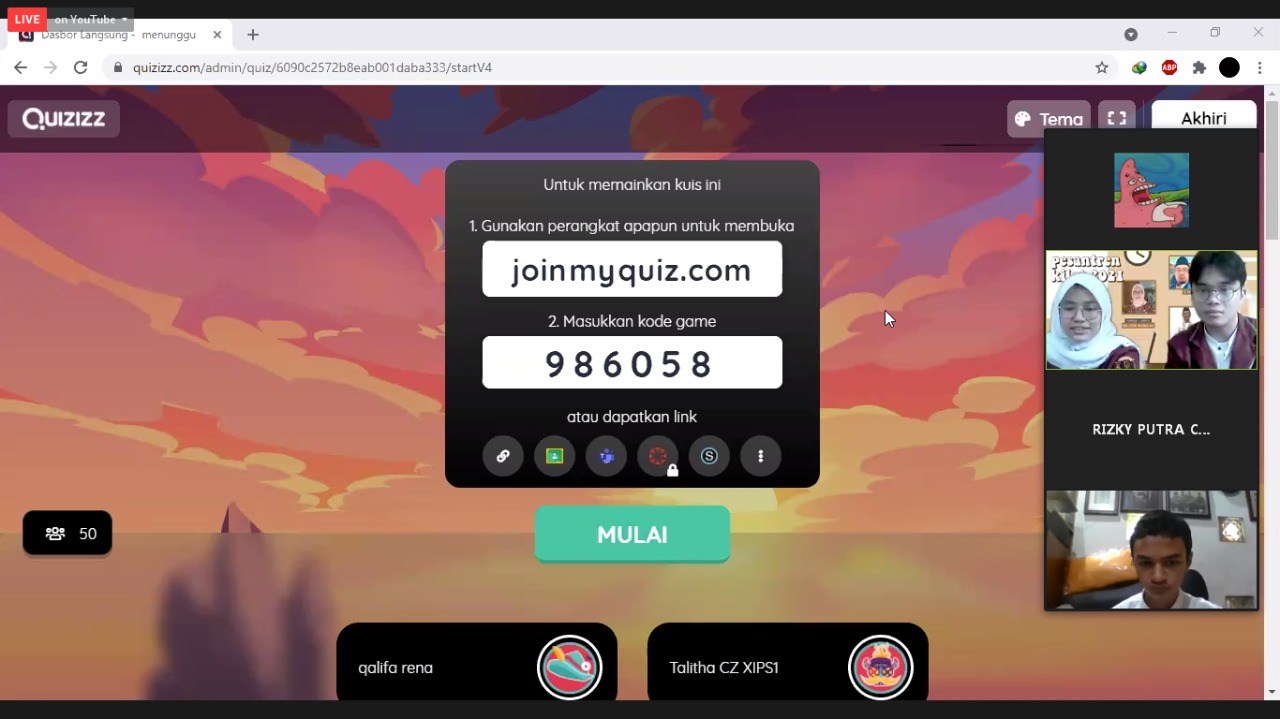 LIVE on YouTube
Dasbor Langsung - menunggu
quizizz.com/admin/quiz/6090c2572b8eab001daba333/startV4
ABP
QUIZIZZ
Tema
Akhiri
Untuk memainkan kuis ini
1. Gunakan perangkat apapun untuk membuka
joinmyquiz.com
2. Masukkan kode game
986058
atau dapatkan link
S
MULAI
50
qalifa rena
Talitha CZ XIPS1
pesantren
kilat 2021
RIZKY PUTRA C...